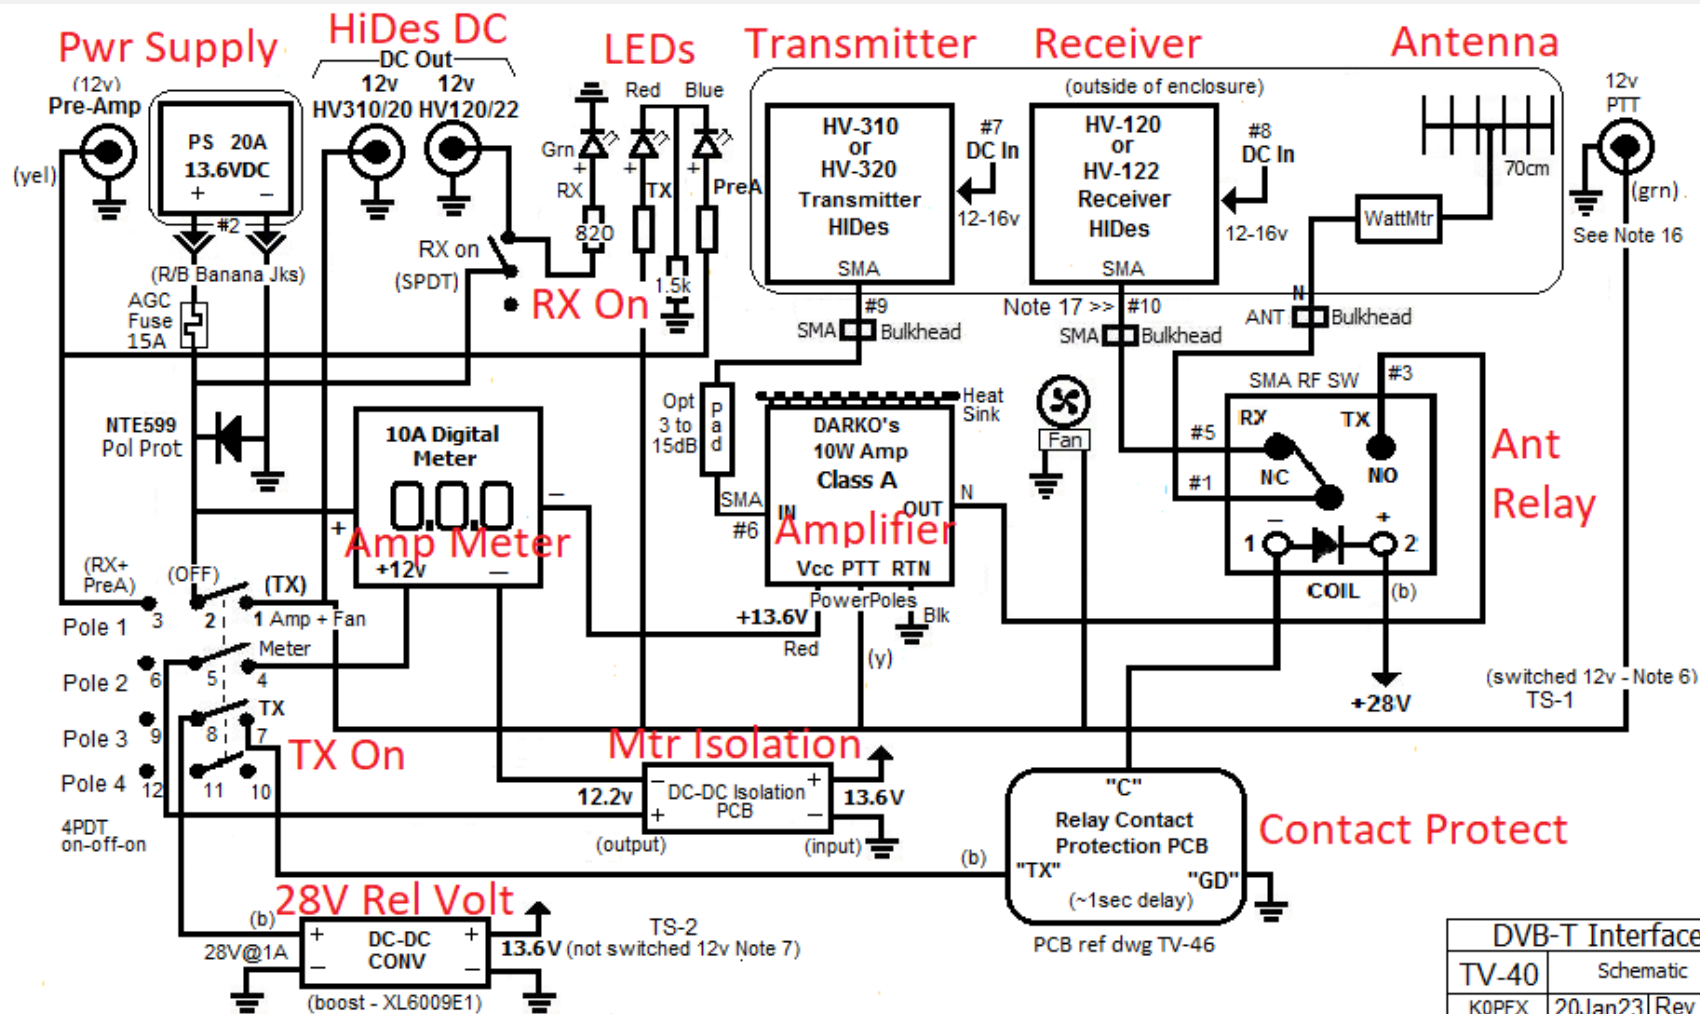 Pwr Supply
HiDes DC
LEDs
Transmitter
Receiver
Antenna
(12v)
Pre-Amp
(yel)
PS 20A
13.6VDC
+ −
#2
(R/B Banana Jks)
AGC
Fuse
15A
NTE599
Pol Prot
DC Out
12v 12v
HV310/20 HV120/22
RX on
(SPDT)
RX On
Red Blue
Grn
+ + +
RX TX PreA
820
1.5k
(outside of enclosure)
HV-310
or
HV-320
Transmitter
HIDes
SMA
#7
DC In
12-16v
HV-120
or
HV-122
Receiver
HIDes
SMA
#8
DC In
12-16v
70cm
WattMtr
12v
PTT
(grn)
See Note 16
#9
SMA Bulkhead
Note 17 >> #10
SMA Bulkhead
N
ANT Bulkhead
Opt
3 to
15dB
Pad
SMA
#6
Heat
Sink
DARKO's
10W Amp
Class A
IN OUT
Amplifier
Vcc PTT RTN
PowerPoles
N
Blk
+13.6V
Red
(y)
Fan
SMA RF SW
#3
RX TX
#5
NC NO
#1
− +
1 2
COIL (b)
+28V
Ant
Relay
10A Digital
Meter
0.0.0
−
+
Amp Meter
+12v −
(RX+
PreA)
(OFF) (TX)
Pole 1 3 2 1 Amp + Fan
Meter
Pole 2 6 5 4
TX
Pole 3 9 8 7
Pole 4 12 11 10
4PDT
on-off-on
TX On
Mtr Isolation
− +
12.2v DC-DC Isolation 13.6V
PCB
+ −
(output) (input)
(switched 12v - Note 6)
TS-1
"C"
Relay Contact
Protection PCB
"TX" "GD"
(~1sec delay)
(b)
PCB ref dwg TV-46
Contact Protect
28V Rel Volt
(b)
28V@1A
+ +
DC-DC
CONV
− −
(boost - XL6009E1)
TS-2
13.6V (not switched 12v Note 7)
DVB-T Interface
TV-40 Schematic
K0PFX 20Jan23 Rev